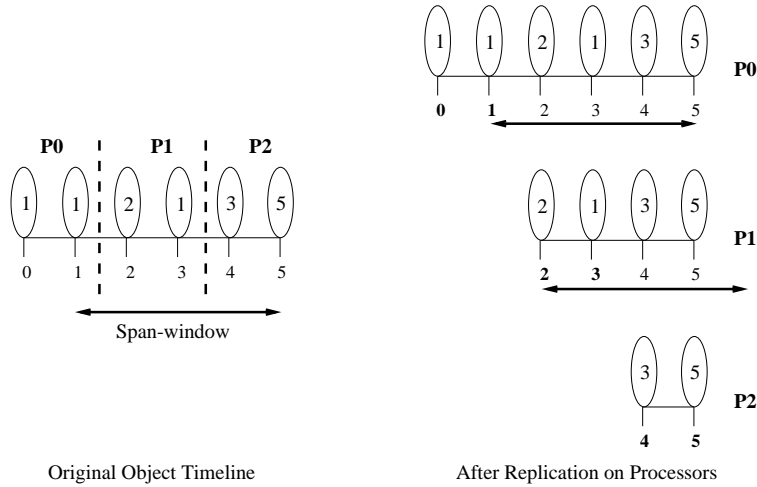 P0 P1 P2
1 1 2 1 3 5
0 1 2 3 4 5
Span-window
Original Object Timeline
1 1 2 1 3 5
P0
0 1 2 3 4 5
2 1 3 5
P1
2 3 4 5
3 5
P2
4 5
After Replication on Processors